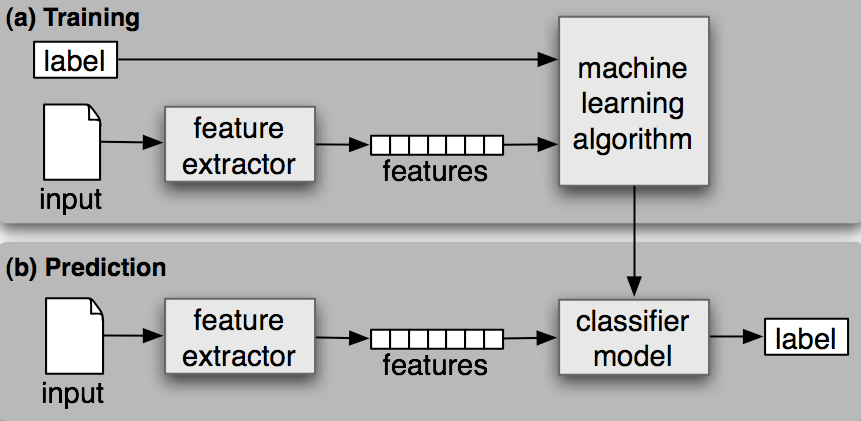 (a) Training
label
machine
learning
algorithm
feature
extractor
features
input
(b) Prediction
feature
extractor
features
input
classifier
model
label